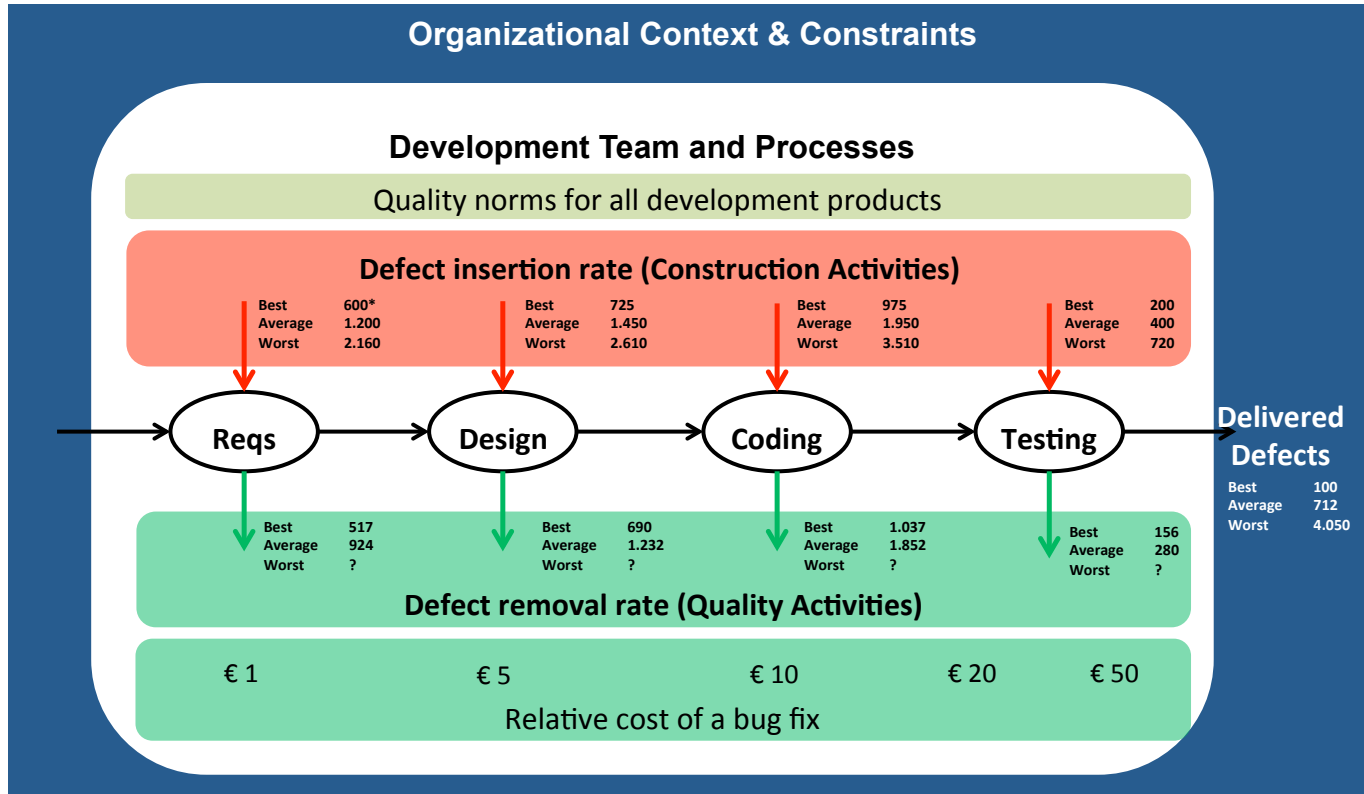 Organizational Context & Constraints
Development Team and Processes
Quality norms for all development products
Defect insertion rate (Construction Activities)
Best 600*
Average 1.200
Worst 2.160
Best 725
Average 1.450
Worst 2.610
Best 975
Average 1.950
Worst 3.510
Best 200
Average 400
Worst 720
Reqs
Design
Coding
Testing
Delivered
Defects
Best 100
Average 712
Worst 4.050
Best 517
Average 924
Worst ?
Best 690
Average 1.232
Worst ?
Best 1.037
Average 1.852
Worst ?
Best 156
Average 280
Worst ?
Defect removal rate (Quality Activities)
€ 1 € 5 € 10 € 20 € 50
Relative cost of a bug fix